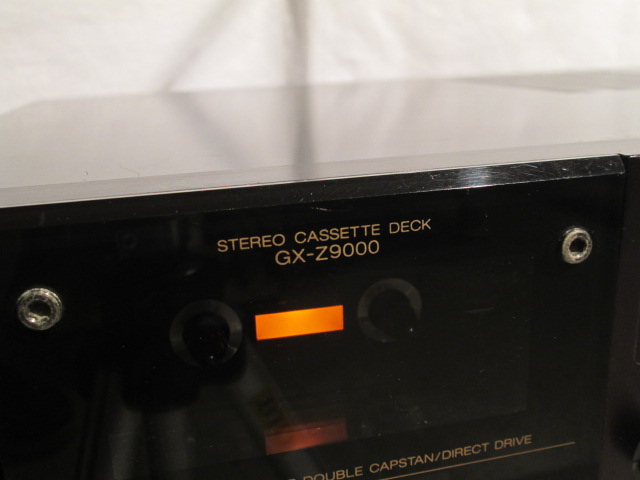 STEREO CASSETTE DECK
GX-Z9000
DOUBLE CAPSTAN/DIRECT DRIVE